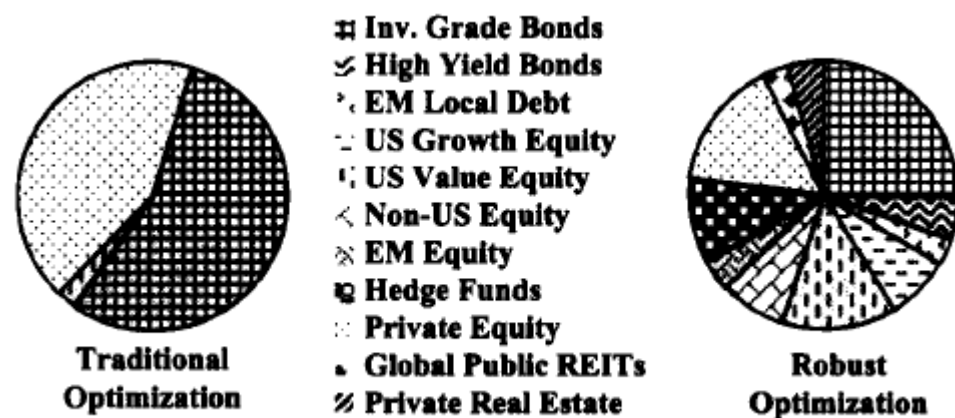 Inv. Grade Bonds
High Yield Bonds
EM Local Debt
US Growth Equity
US Value Equity
Non-US Equity
EM Equity
Hedge Funds
Private Equity
Global Public REITs
Private Real Estate
Traditional
Optimization
Robust
Optimization